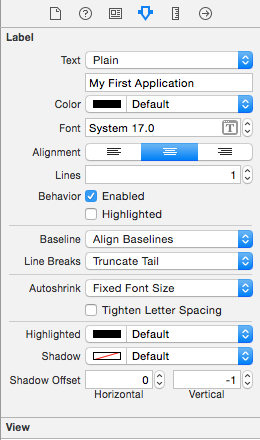 Label
Text Plain
My First Application
Color Default
Font System 17.0 T
Alignment
Lines 1
Behavior Enabled
Highlighted
Baseline Align Baselines
Line Breaks Truncate Tail
Autoshrink Fixed Font Size
Tighten Letter Spacing
Highlighted Default
Shadow Default
Shadow Offset 0 -1
Horizontal Vertical
View